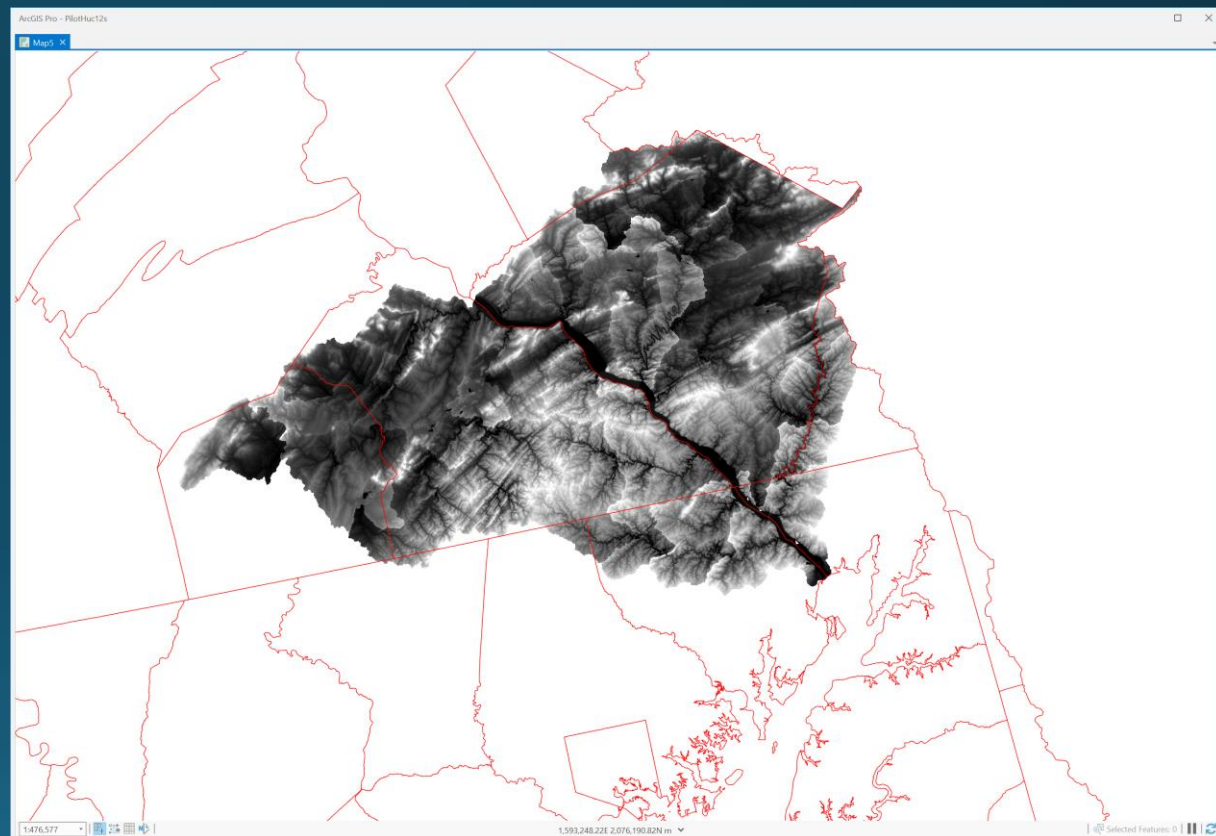 ArcGIS Pro - PilotHuc12s
Map5
1:476,577
1,593,248.22E 2,076,190.82N m
Selected Features: 0